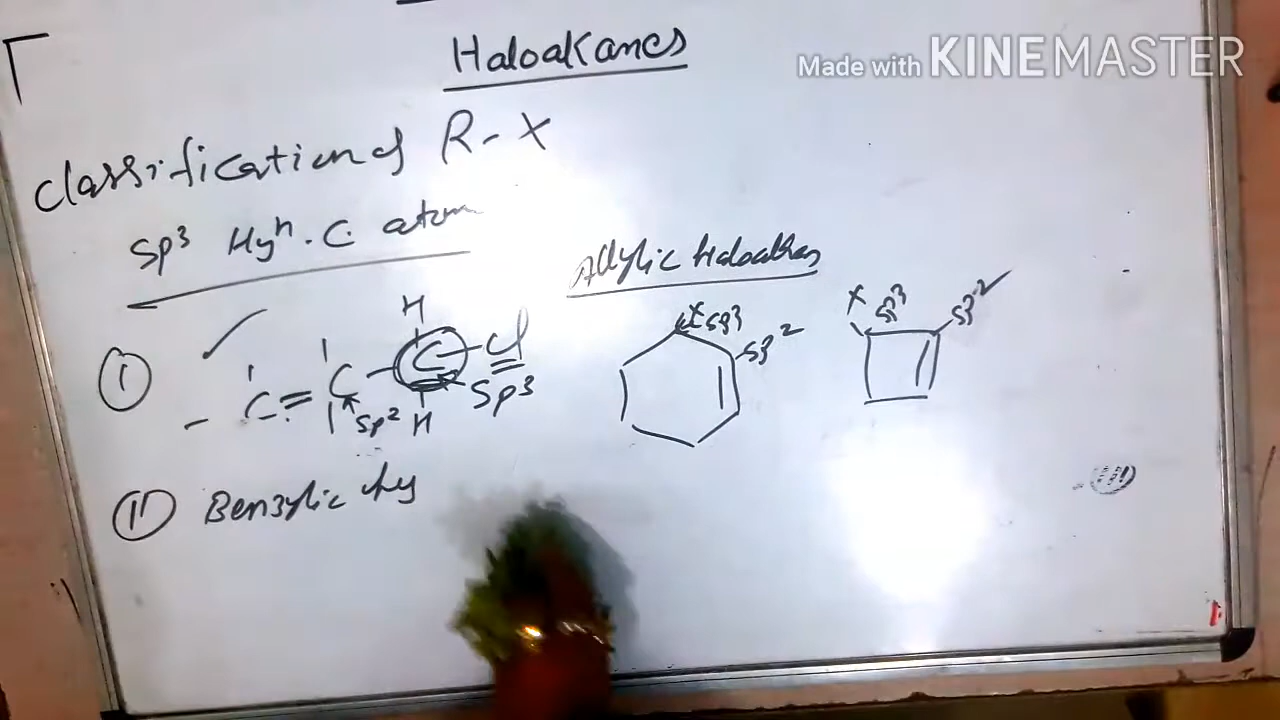 Haloalkanes
Made with KINEMASTER
Classification of R-X
Sp³ Hyⁿ. C. atom
Allylic Haloalkanes
I
H
C = C - C - Cl
Sp² H Sp³
X Sp³
Sp²
X Sp³
Sp²
II Benzylic